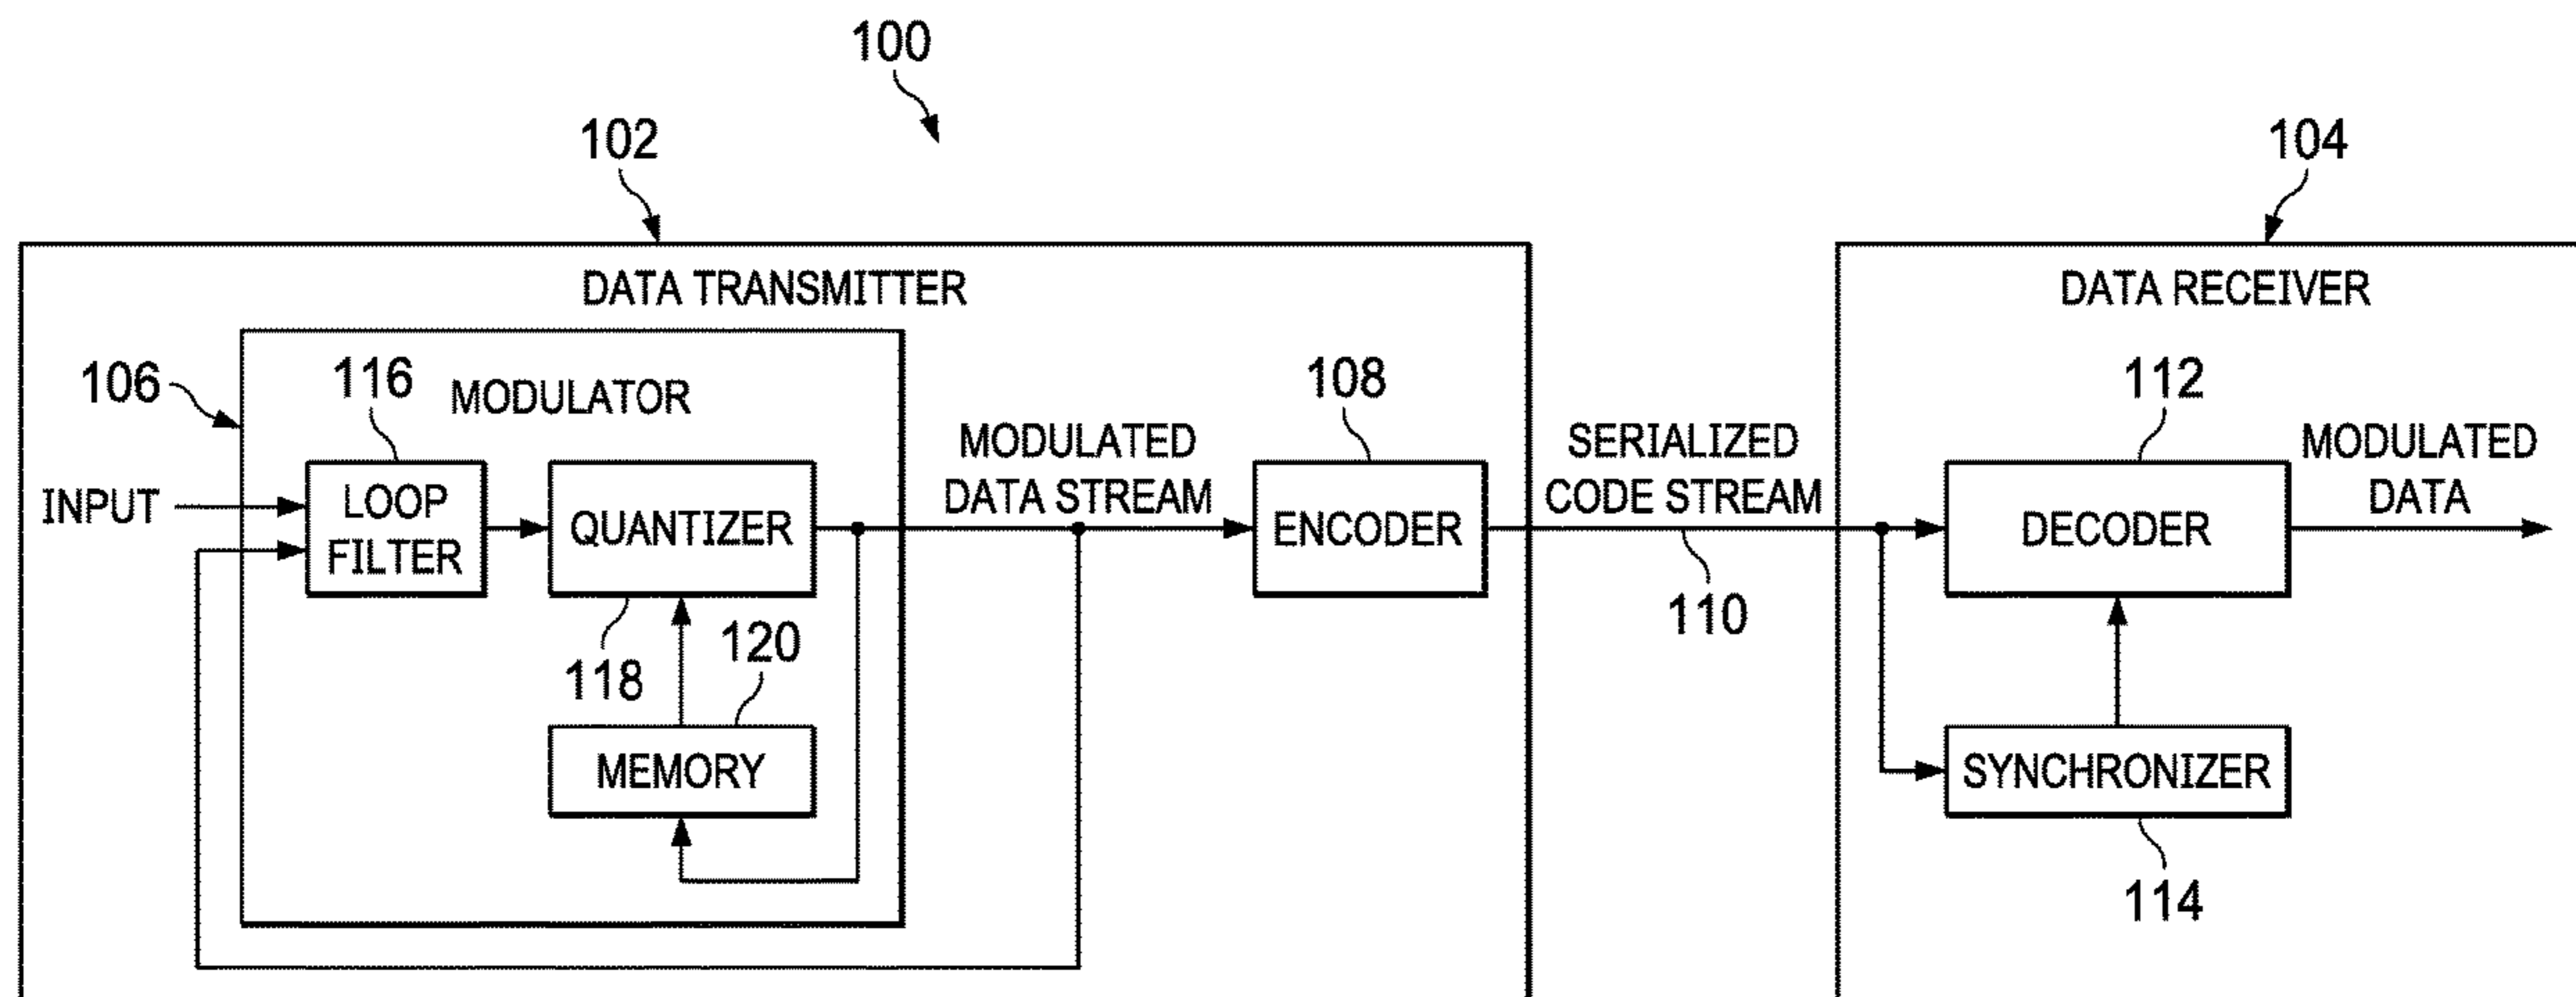 100
102
104
DATA TRANSMITTER
DATA RECEIVER
106
116
MODULATOR
108
112
MODULATED
DATA STREAM
SERIALIZED
CODE STREAM
MODULATED
DATA
INPUT
LOOP
FILTER
QUANTIZER
ENCODER
DECODER
110
118
120
MEMORY
SYNCHRONIZER
114